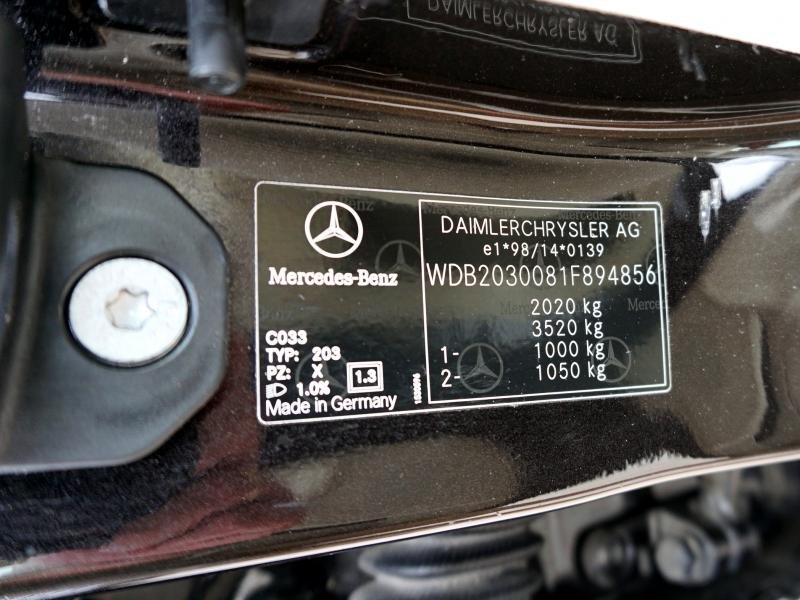 DAIMLERCHRYSLER AG
Mercedes-Benz
C033
TYP: 203
PZ: X
1.0% 1.3
Made in Germany
DAIMLERCHRYSLER AG
e1*98/14*0139
WDB2030081F894856
2020 kg
3520 kg
1- 1000 kg
2- 1050 kg